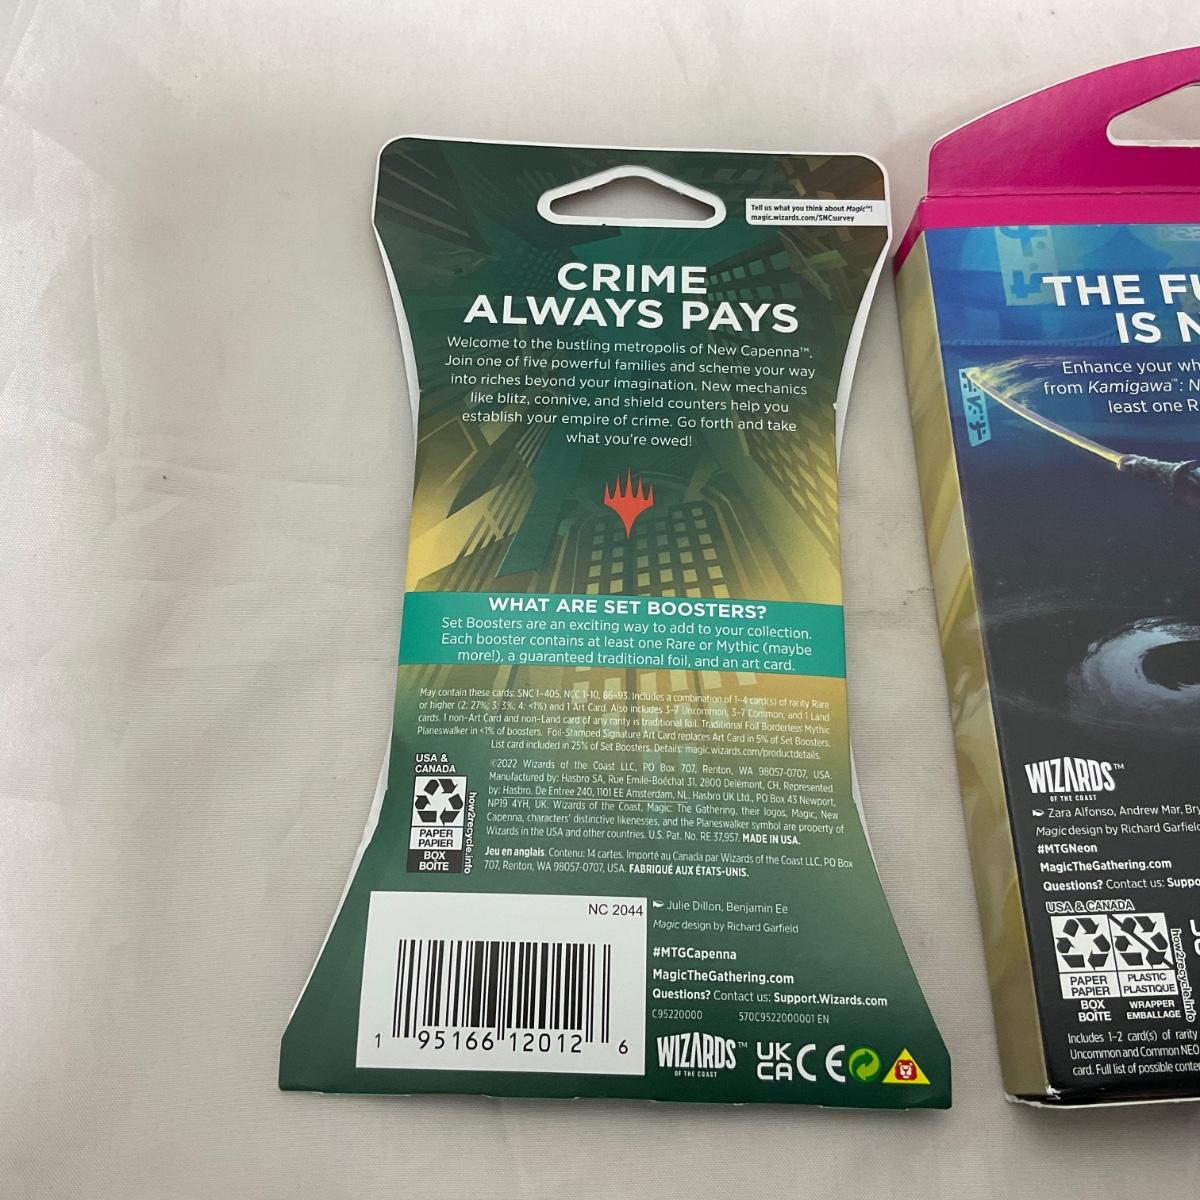 Tell us what you think about Magic™!
magic.wizards.com/SNCsurvey
CRIME
ALWAYS PAYS
Welcome to the bustling metropolis of New Capenna™.
Join one of five powerful families and scheme your way
into riches beyond your imagination. New mechanics
like blitz, connive, and shield counters help you
establish your empire of crime. Go forth and take
what you're owed!
WHAT ARE SET BOOSTERS?
Set Boosters are an exciting way to add to your collection.
Each booster contains at least one Rare or Mythic (maybe
more!), a guaranteed traditional foil, and an art card.
May contain these cards: SNC 1-405, NCC 1-10, 86-93. Includes a combination of 1-4 card(s) of rarity Rare
or higher (2: 27%; 3: 3%; 4: <1%) and 1 Art Card. Also includes 3-7 Uncommon, 3-7 Common, and 1 Land
cards. 1 non-Art Card and non-Land card of any rarity is traditional foil. Traditional Foil Borderless Mythic
Planeswalker in <1% of boosters. Foil-Stamped Signature Art Card replaces Art Card in 5% of Set Boosters.
List card included in 25% of Set Boosters. Details: magic.wizards.com/productdetails.
USA &
CANADA
PAPER
PAPIER
BOX
BOÎTE
how2recycle.info
©2022 Wizards of the Coast LLC, PO Box 707, Renton, WA 98057-0707, USA.
Manufactured by: Hasbro SA, Rue Emile-Boéchat 31, 2800 Delémont, CH. Represented
by: Hasbro, De Entree 240, 1101 EE Amsterdam, NL. Hasbro UK Ltd., PO Box 43 Newport,
NP19 4YH, UK. Wizards of the Coast, Magic: The Gathering, their logos, Magic, New
Capenna, characters' distinctive likenesses, and the Planeswalker symbol are property of
Wizards in the USA and other countries. U.S. Pat. No. RE 37,957. MADE IN USA.
Jeu en anglais. Contenu: 14 cartes. Importé au Canada par Wizards of the Coast LLC, PO Box
707, Renton, WA 98057-0707, USA. FABRIQUÉ AUX ÉTATS-UNIS.
NC 2044
1 95166 12012 6
Julie Dillon, Benjamin Ee
Magic design by Richard Garfield
#MTGCapenna
MagicTheGathering.com
Questions? Contact us: Support.Wizards.com
C95220000 570C9522000001 EN
WIZARDS™
OF THE COAST
UK
CA CE
THE FU
IS N
Enhance your wh
from Kamigawa™: N
least one R
WIZARDS™
OF THE COAST
Zara Alfonso, Andrew Mar, Bry
Magic design by Richard Garfield
#MTGNeon
MagicTheGathering.com
Questions? Contact us: Suppo
USA & CANADA
PAPER
PAPIER
BOX
BOÎTE
PLASTIC
PLASTIQUE
WRAPPER
EMBALLAGE
how2recycle.info
Includes 1-2 card(s) of rarity
Uncommon and Common NEO
card. Full list of possible conte